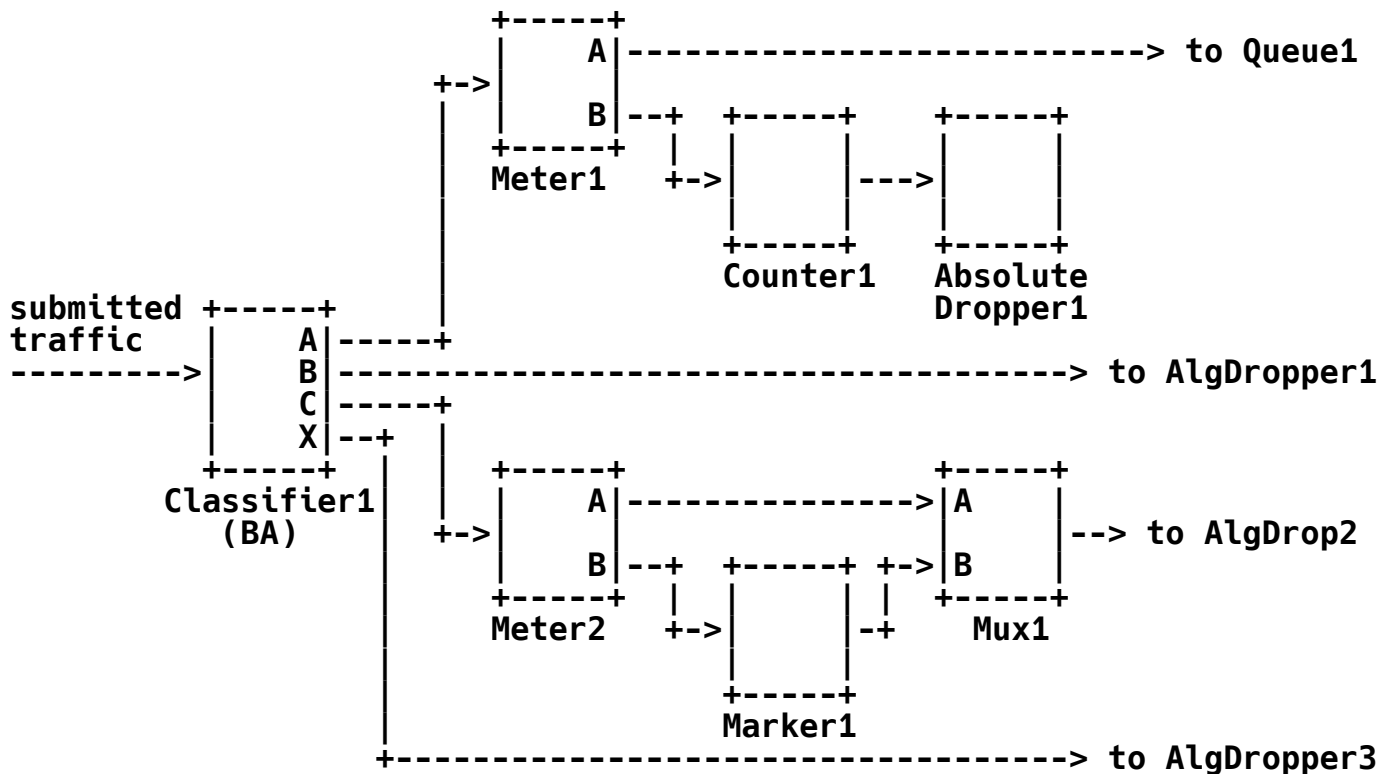 A to Queue1
B
Meter1
Counter1 Absolute
Dropper1
submitted
traffic A
B to AlgDropper1
C
X
Classifier1 A A
(BA) to AlgDrop2
B B
Meter2 Mux1
Marker1
to AlgDropper3